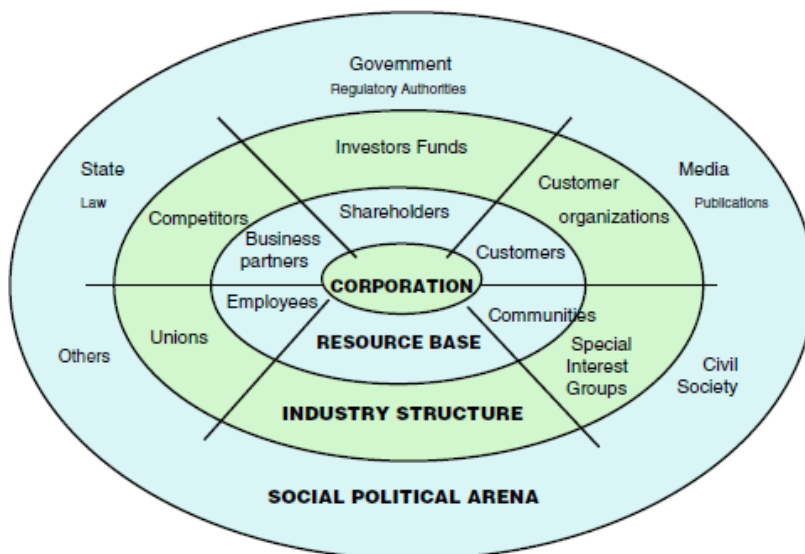 Government
Regulatory Authorities
Investors Funds
State
Law
Media
Publications
Customer
organizations
Competitors
Shareholders
Business
partners
Customers
CORPORATION
Employees
Communities
Unions
RESOURCE BASE
Others
Special
Interest
Groups
Civil
Society
INDUSTRY STRUCTURE
SOCIAL POLITICAL ARENA